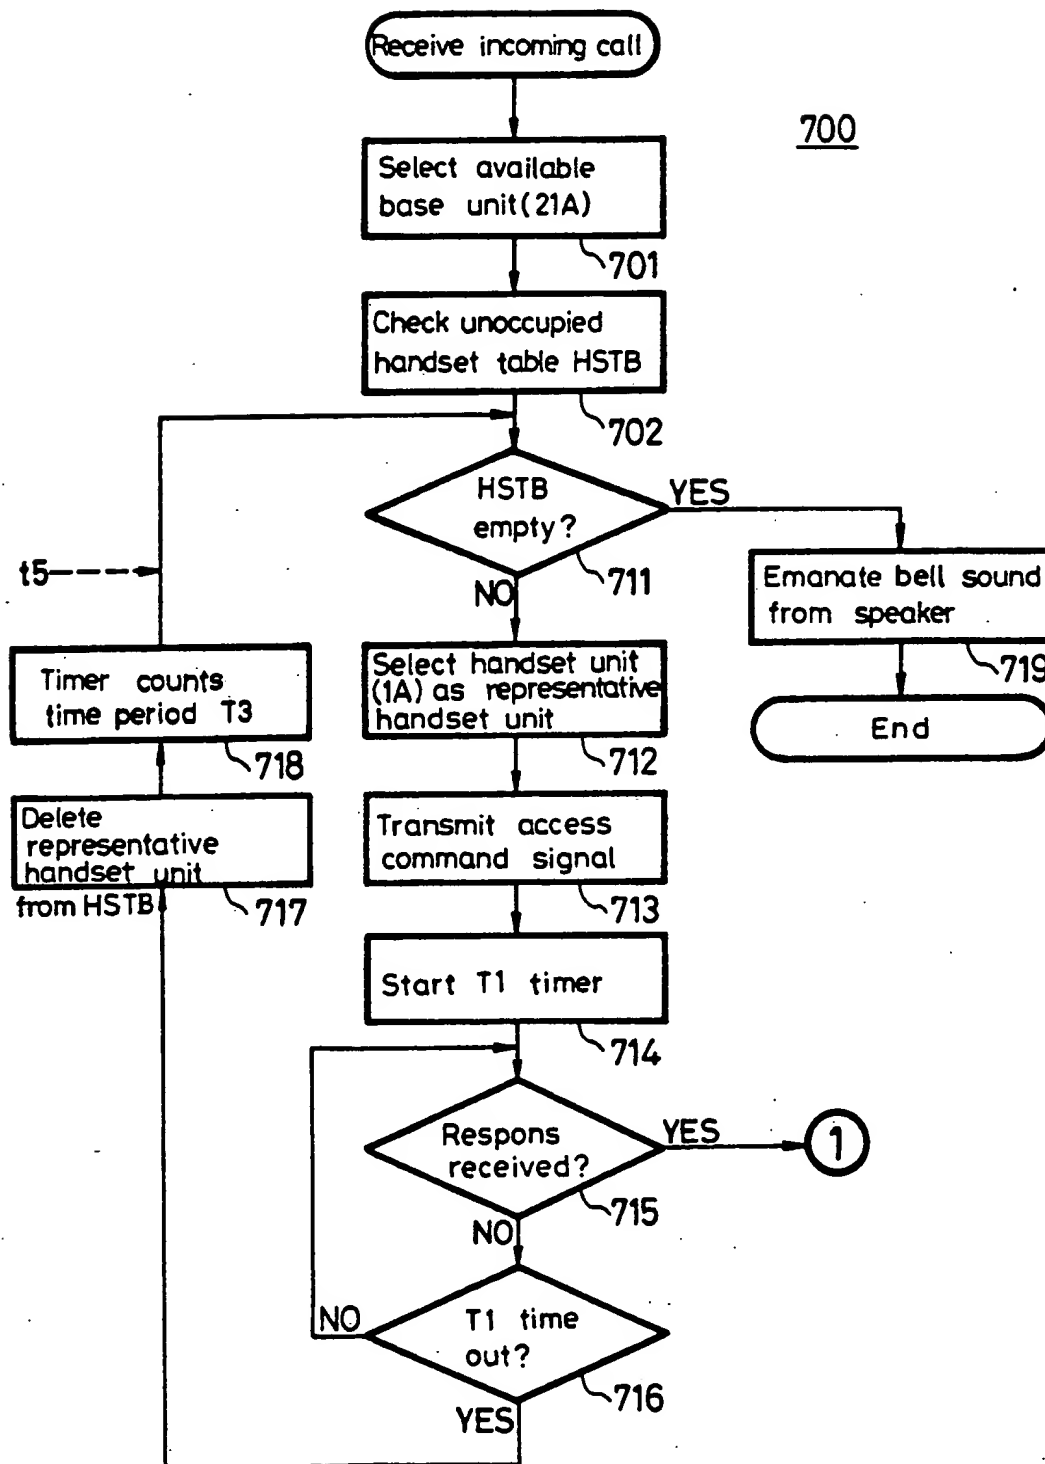 Receive incoming call
700
Select available
base unit(21A)
701
Check unoccupied
handset table HSTB
702
HSTB
empty?
YES
711
NO
t5
Emanate bell sound
from speaker
719
End
Select handset unit
(1A) as representative
handset unit
712
Timer counts
time period T3
718
Delete
representative
handset unit
from HSTB
717
Transmit access
command signal
713
Start T1 timer
714
Respons
received?
YES
1
715
NO
T1 time
out?
NO
716
YES